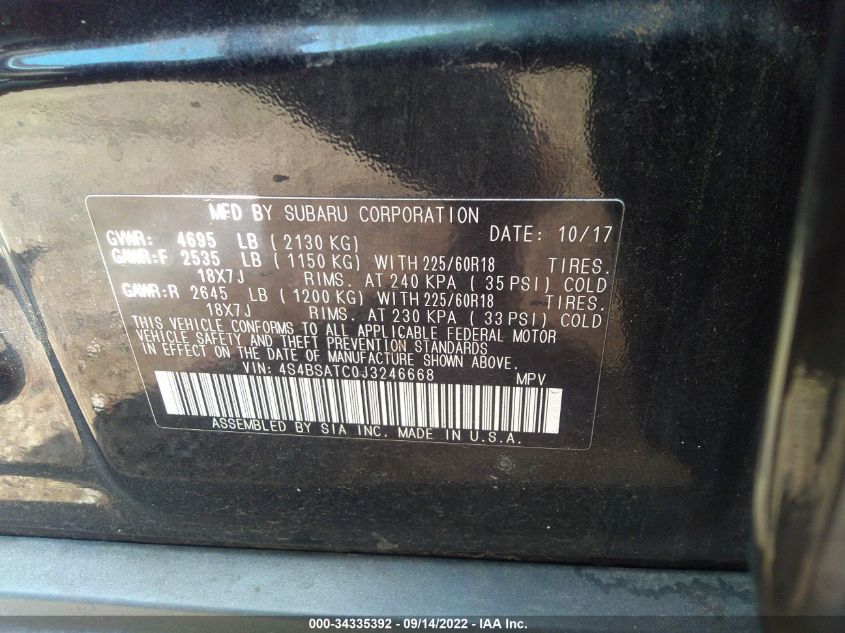 MFD BY SUBARU CORPORATION
GVWR: 4695 LB ( 2130 KG) DATE: 10/17
GAWR:F 2535 LB ( 1150 KG) WITH 225/60R18 TIRES.
18X7J RIMS. AT 240 KPA ( 35 PSI) COLD
GAWR:R 2645 LB ( 1200 KG) WITH 225/60R18 TIRES.
18X7J RIMS. AT 230 KPA ( 33 PSI) COLD
THIS VEHICLE CONFORMS TO ALL APPLICABLE FEDERAL MOTOR
VEHICLE SAFETY AND THEFT PREVENTION STANDARDS
IN EFFECT ON THE DATE OF MANUFACTURE SHOWN ABOVE.
VIN: 4S4BSATC0J3246668 MPV
ASSEMBLED BY SIA INC. MADE IN U.S.A.
000-34335392 - 09/14/2022 - IAA Inc.